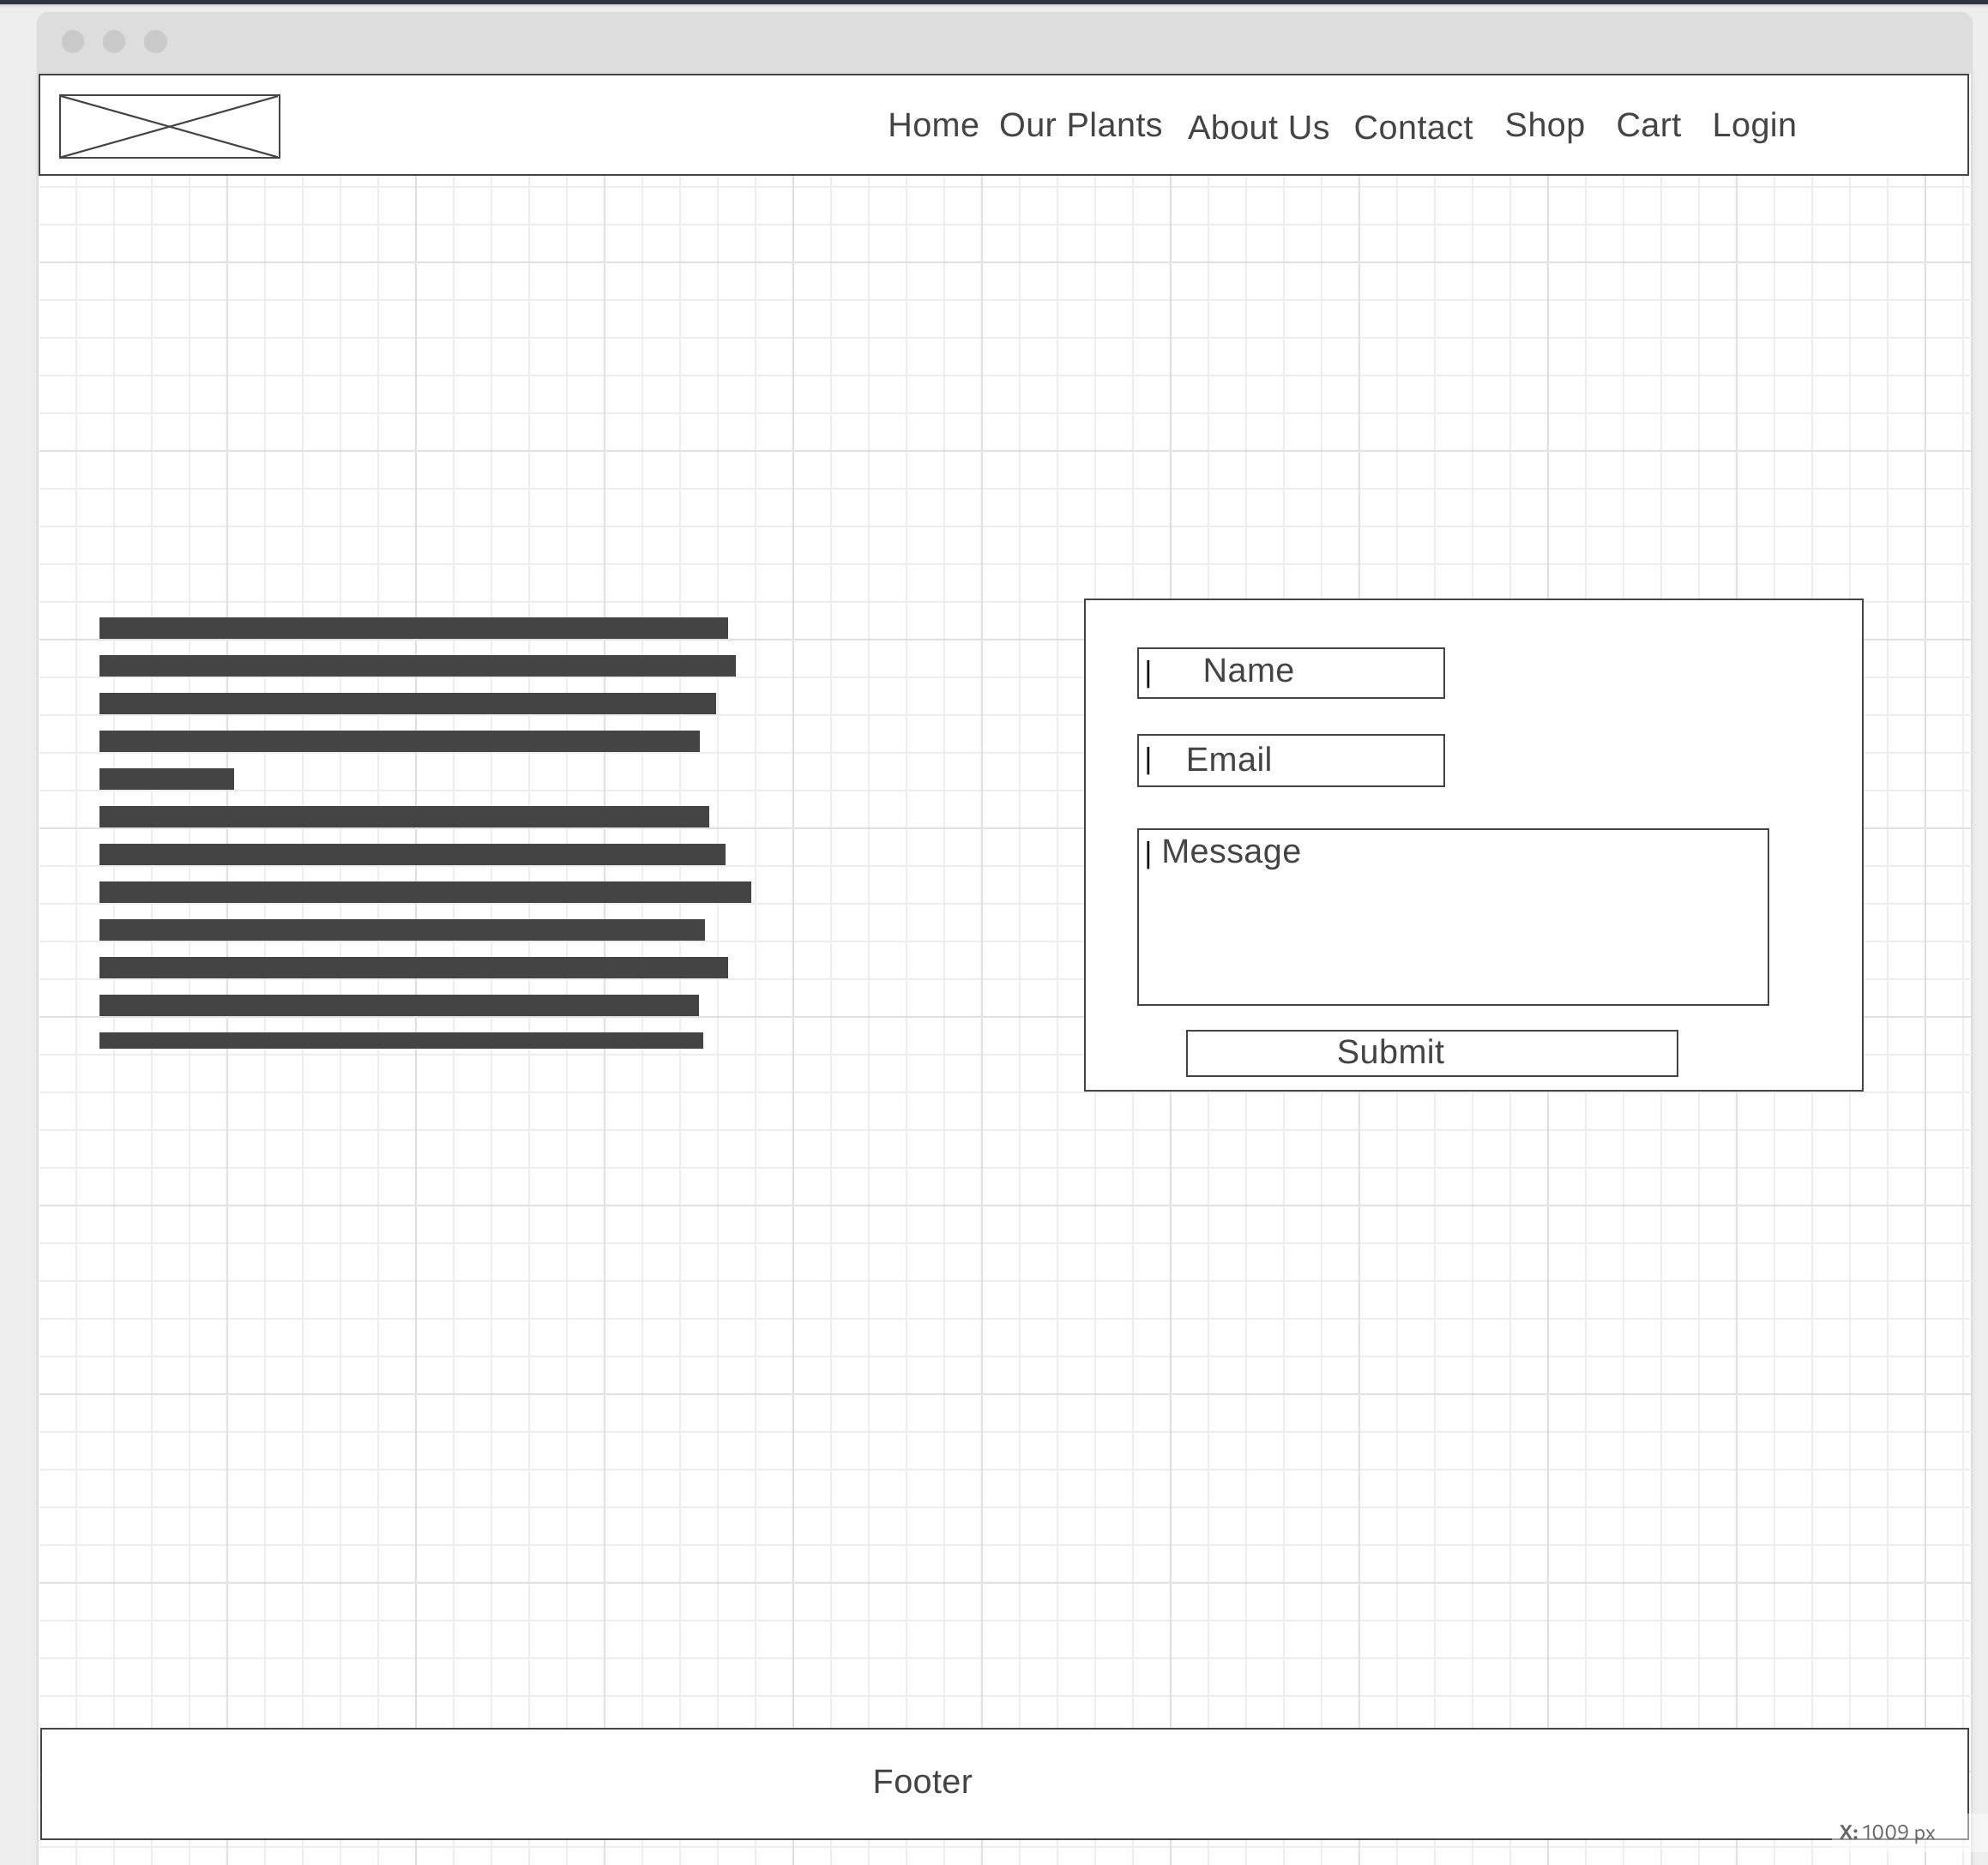 Home Our Plants About Us Contact Shop Cart Login
Name
Email
Message
Submit
Footer
X: 1009 px